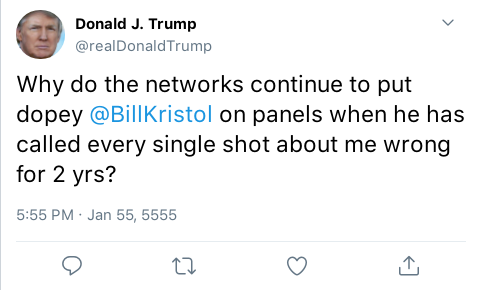 Donald J. Trump
@realDonaldTrump
Why do the networks continue to put
dopey @BillKristol on panels when he has
called every single shot about me wrong
for 2 yrs?
5:55 PM · Jan 55, 5555